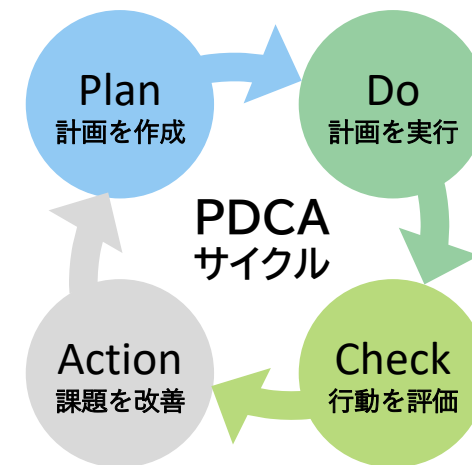 Plan
計画を作成
Do
計画を実行
PDCA
サイクル
Action
課題を改善
Check
行動を評価